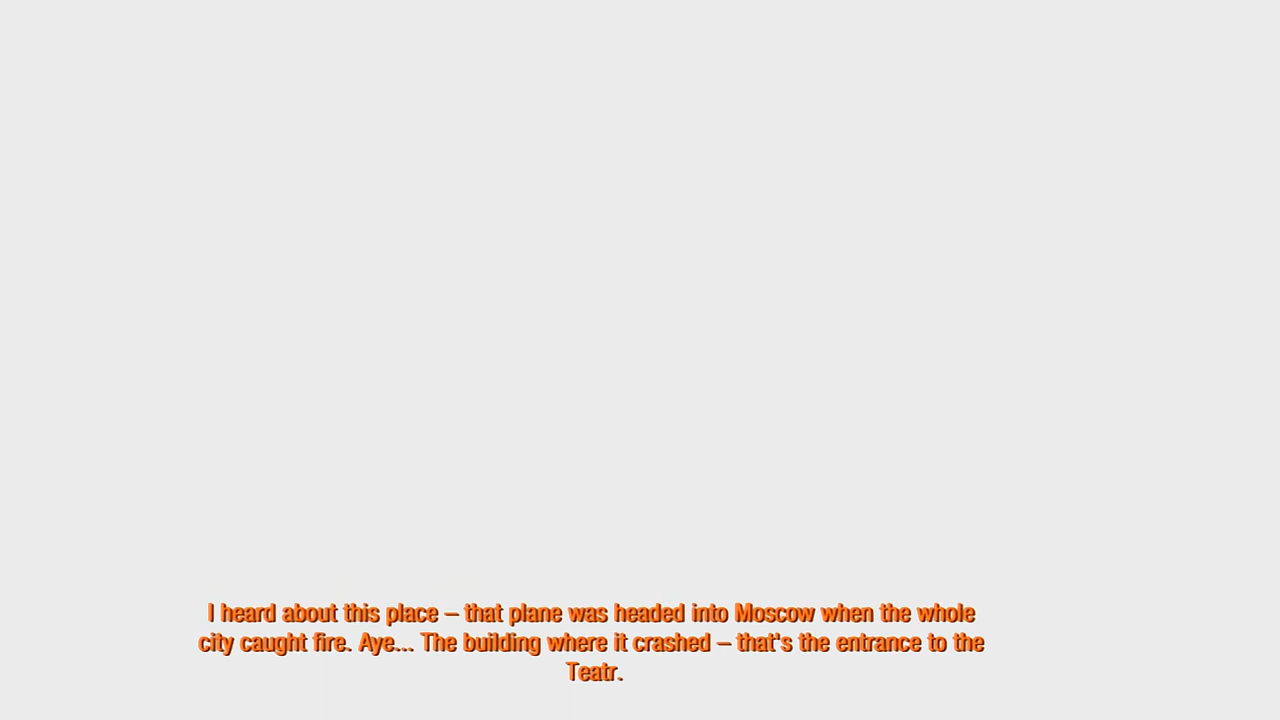 I heard about this place – that plane was headed into Moscow when the whole
city caught fire. Aye... The building where it crashed – that's the entrance to the
Teatr.